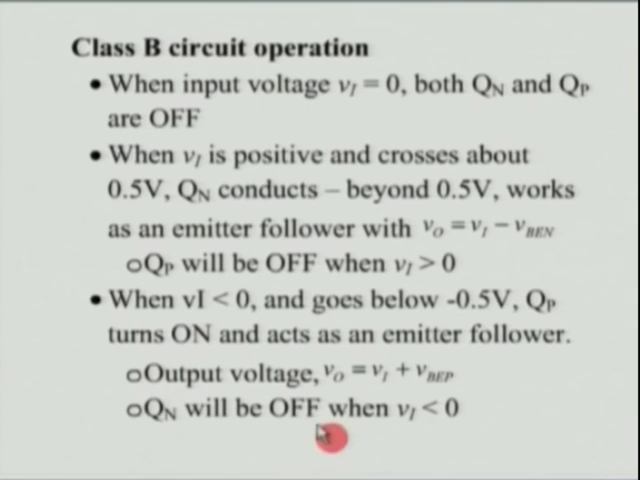 Class B circuit operation
• When input voltage vI = 0, both QN and QP
are OFF
• When vI is positive and crosses about
0.5V, QN conducts – beyond 0.5V, works
as an emitter follower with vO = vI − vBEN
oQP will be OFF when vI > 0
• When vI < 0, and goes below -0.5V, QP
turns ON and acts as an emitter follower.
oOutput voltage, vO = vI + vBEP
oQN will be OFF when vI < 0